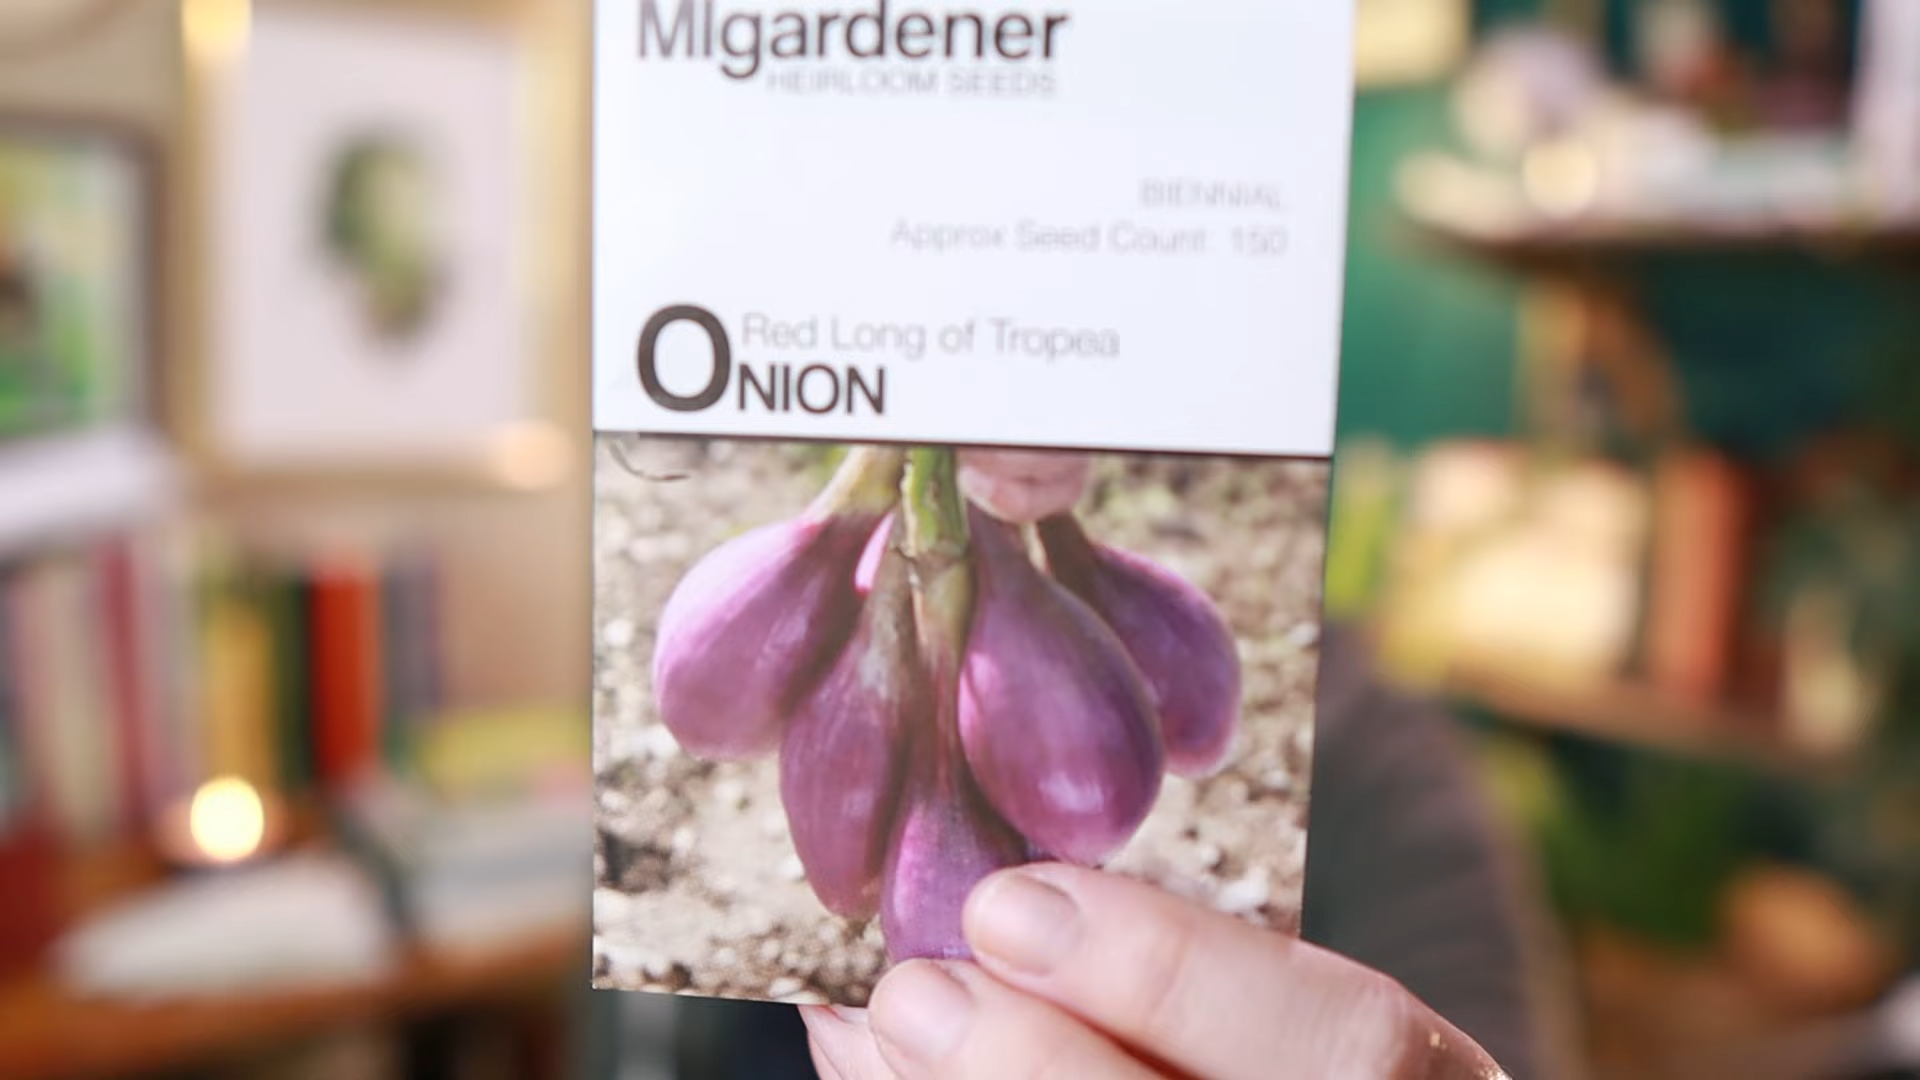 MIgardener
HEIRLOOM SEEDS
BIENNIAL
Approx Seed Count: 150
Red Long of Tropea
ONION